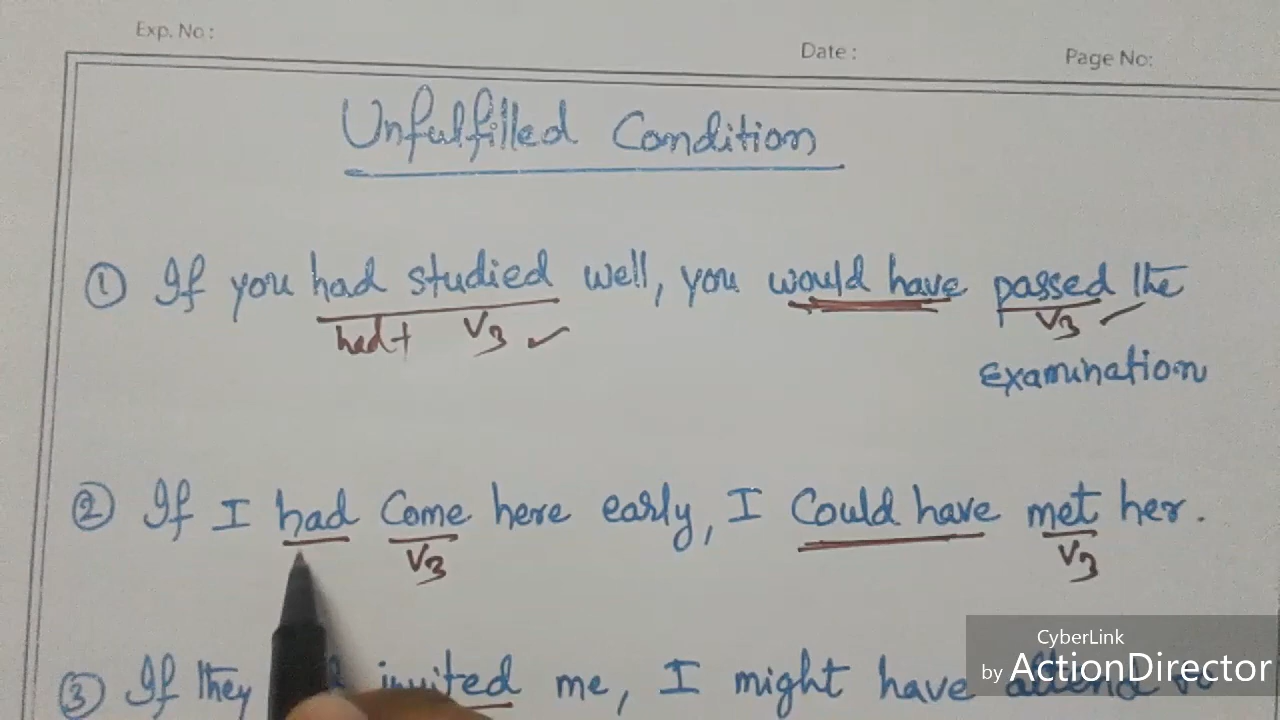 Exp. No :
Date :
Page No:
Unfulfilled Condition
① If you had studied well, you would have passed the
had+ V3 V3
Examination
② If I had Come here early, I Could have met her.
V3 V3
③ If they invited me, I might have
CyberLink
by ActionDirector